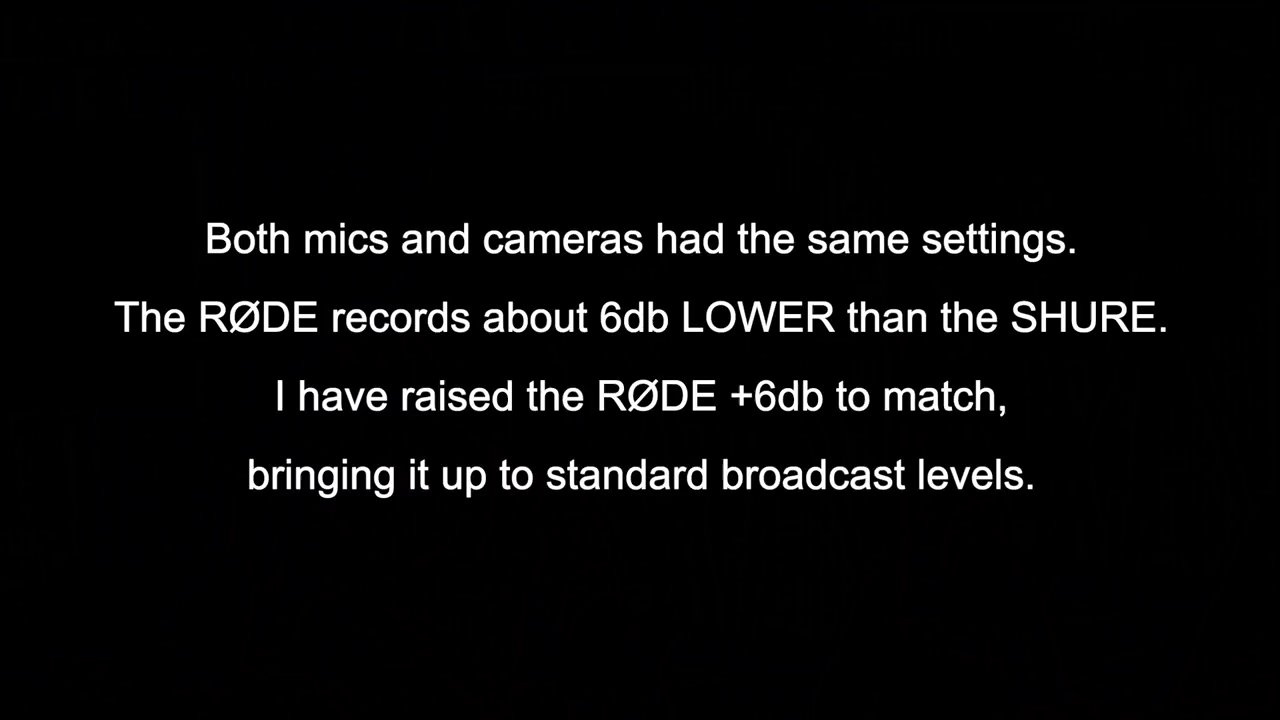 Both mics and cameras had the same settings.
The RØDE records about 6db LOWER than the SHURE.
I have raised the RØDE +6db to match,
bringing it up to standard broadcast levels.